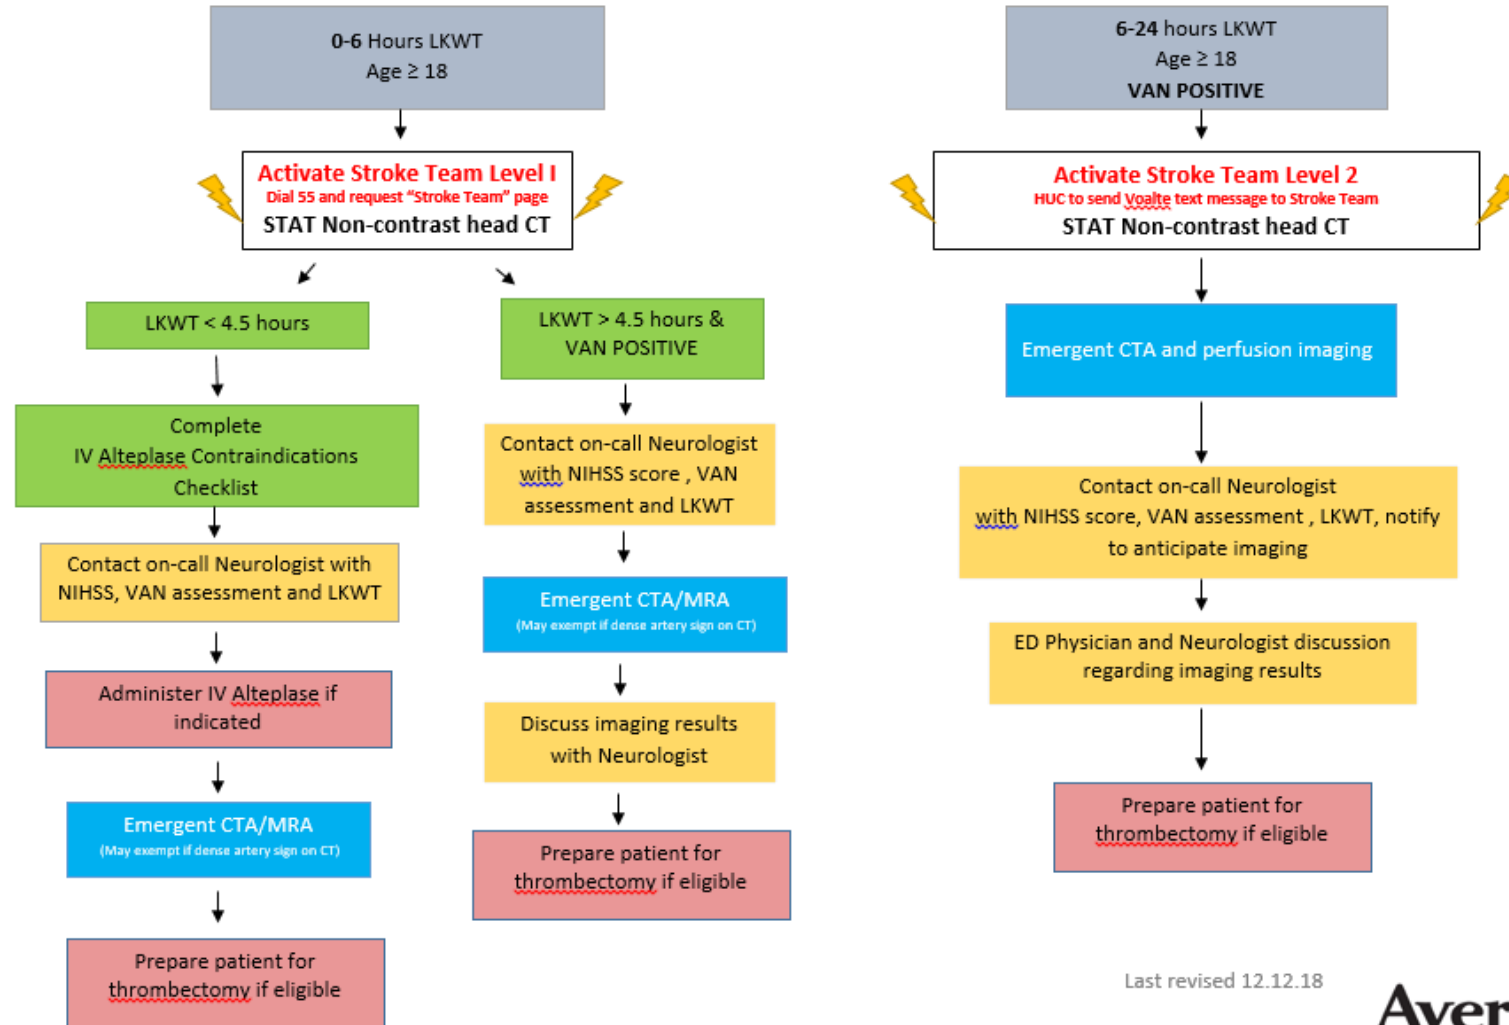 0-6 Hours LKWT
Age ≥ 18
Activate Stroke Team Level I
Dial 55 and request “Stroke Team” page
STAT Non-contrast head CT
LKWT < 4.5 hours
Complete
IV Alteplase Contraindications
Checklist
Contact on-call Neurologist with
NIHSS, VAN assessment and LKWT
Administer IV Alteplase if
indicated
Emergent CTA/MRA
(May exempt if dense artery sign on CT)
Prepare patient for
thrombectomy if eligible
LKWT > 4.5 hours &
VAN POSITIVE
Contact on-call Neurologist
with NIHSS score , VAN
assessment and LKWT
Emergent CTA/MRA
(May exempt if dense artery sign on CT)
Discuss imaging results
with Neurologist
Prepare patient for
thrombectomy if eligible
6-24 hours LKWT
Age ≥ 18
VAN POSITIVE
Activate Stroke Team Level 2
HUC to send Voalte text message to Stroke Team
STAT Non-contrast head CT
Emergent CTA and perfusion imaging
Contact on-call Neurologist
with NIHSS score, VAN assessment , LKWT, notify
to anticipate imaging
ED Physician and Neurologist discussion
regarding imaging results
Prepare patient for
thrombectomy if eligible
Last revised 12.12.18